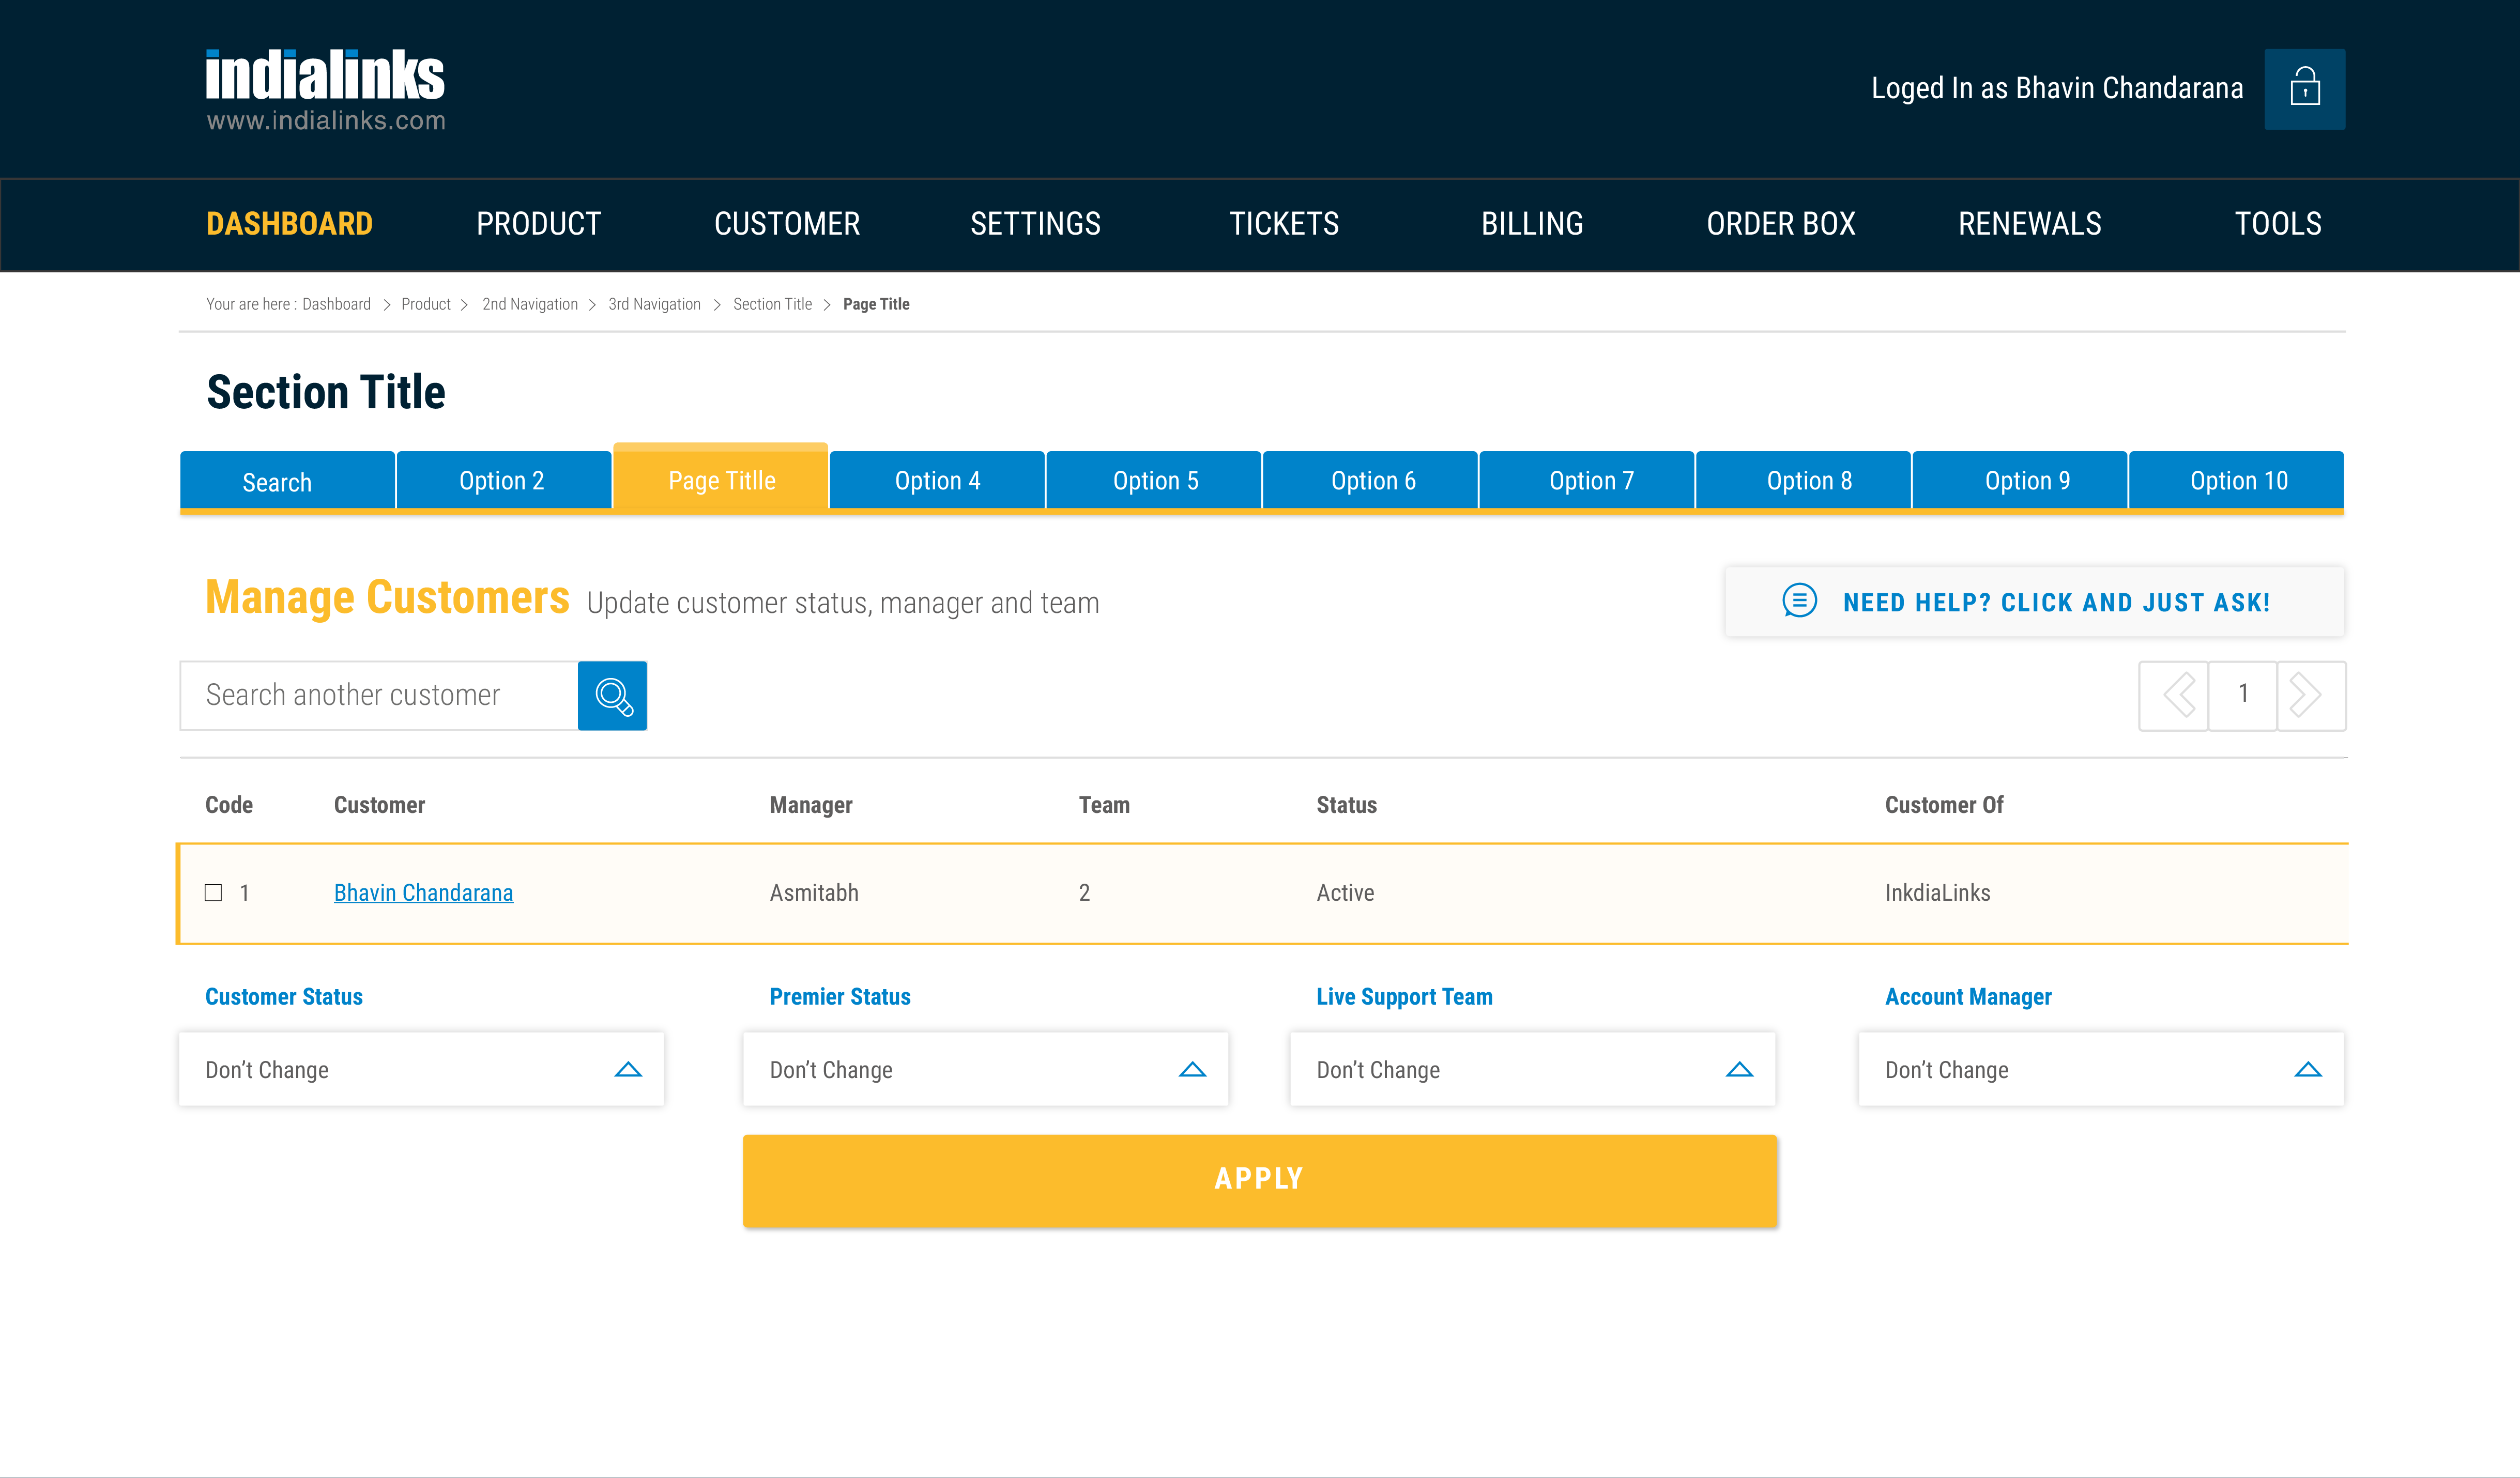 indialinks
www.indialinks.com
Loged In as Bhavin Chandarana
DASHBOARD PRODUCT CUSTOMER SETTINGS TICKETS BILLING ORDER BOX RENEWALS TOOLS
Your are here : Dashboard > Product > 2nd Navigation > 3rd Navigation > Section Title > Page Title
Section Title
Search Option 2 Page Titlle Option 4 Option 5 Option 6 Option 7 Option 8 Option 9 Option 10
Manage Customers Update customer status, manager and team
NEED HELP? CLICK AND JUST ASK!
Search another customer
1
Code Customer Manager Team Status Customer Of
1 Bhavin Chandarana Asmitabh 2 Active InkdiaLinks
Customer Status Premier Status Live Support Team Account Manager
Don’t Change Don’t Change Don’t Change Don’t Change
APPLY